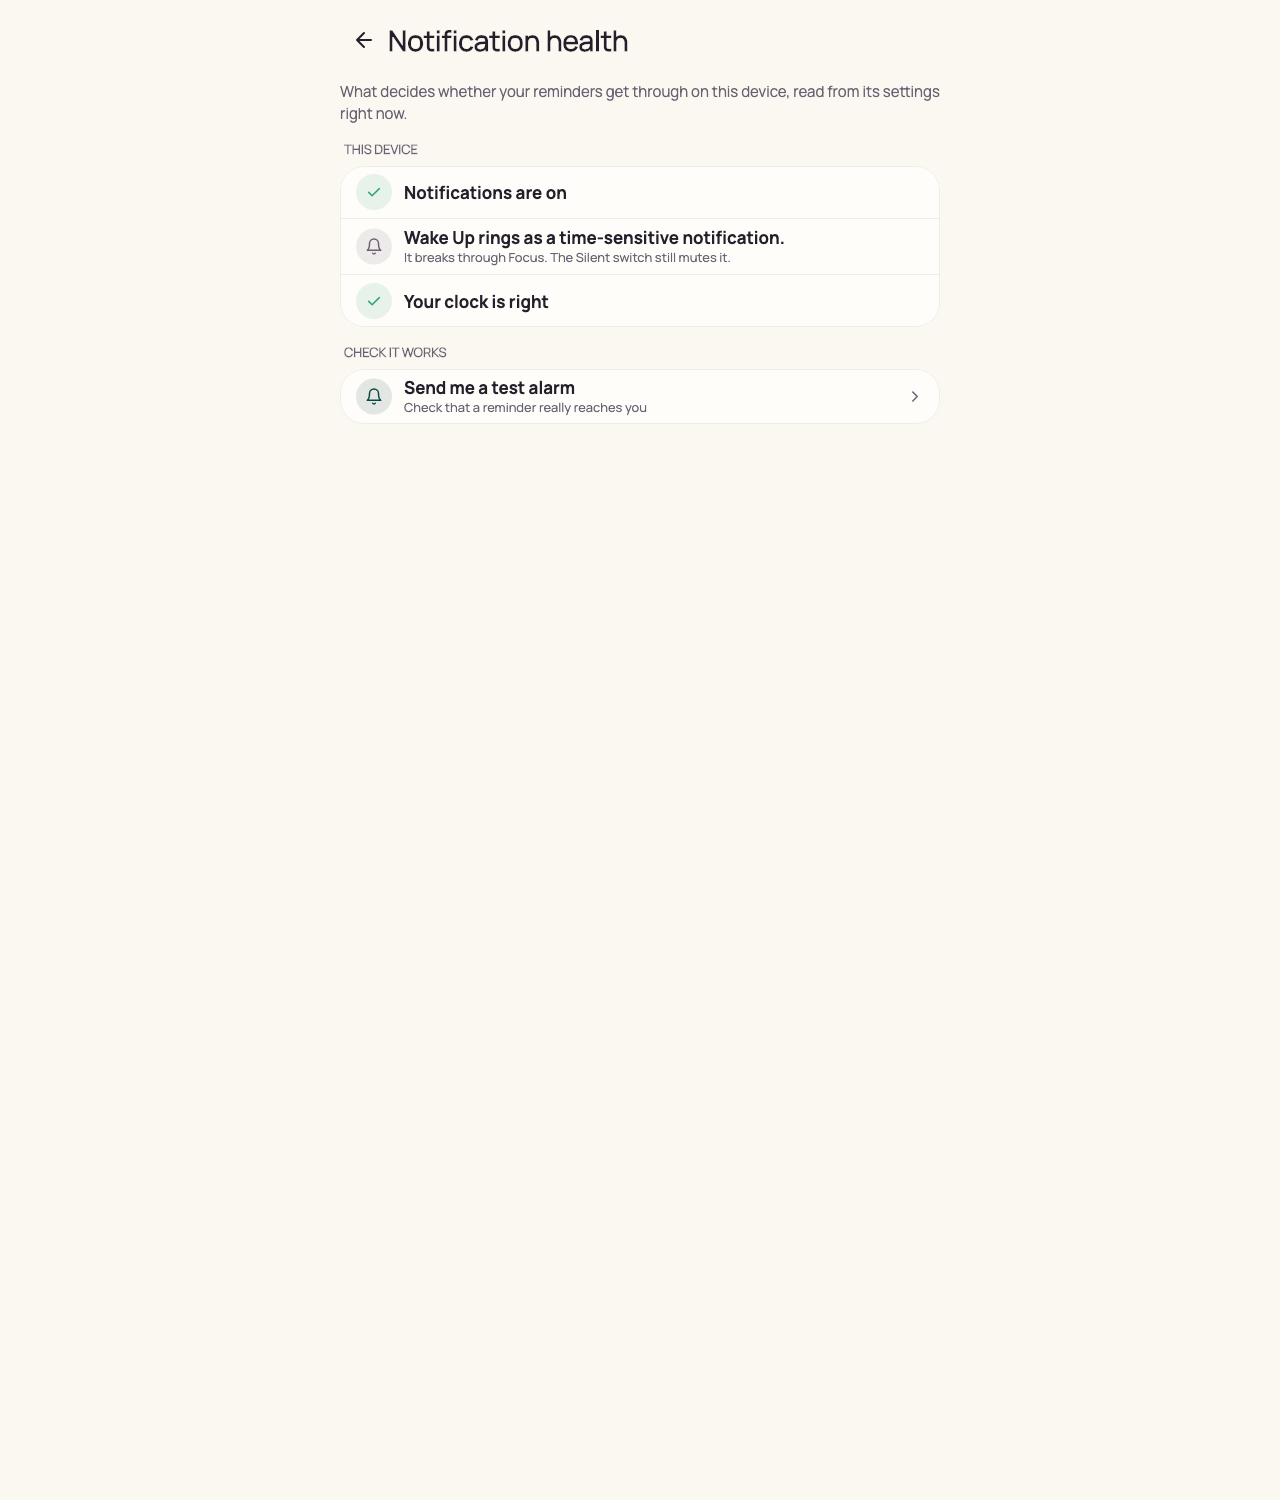 Notification health
What decides whether your reminders get through on this device, read from its settings
right now.
THIS DEVICE
Notifications are on
Wake Up rings as a time-sensitive notification.
It breaks through Focus. The Silent switch still mutes it.
Your clock is right
CHECK IT WORKS
Send me a test alarm
Check that a reminder really reaches you